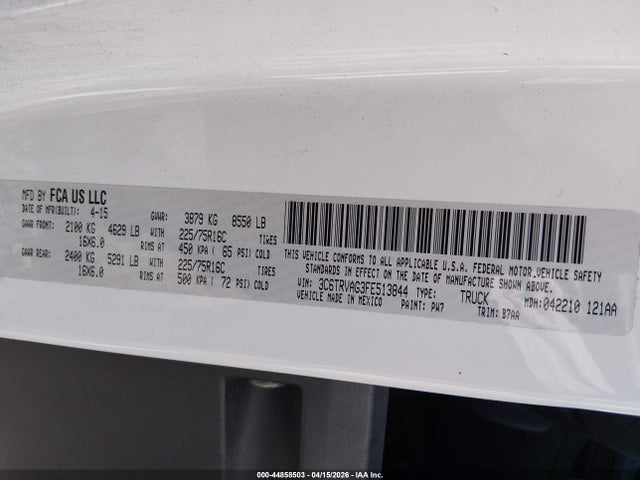 MFD BY FCA US LLC
DATE OF MFR(BUILT): 4-15 GVWR: 3879 KG 8550 LB
GAWR FRONT: 2100 KG 4629 LB WITH 225/75R16C TIRES
16X6.0 RIMS AT 450 KPA ( 65 PSI) COLD
GAWR REAR: 2400 KG 5291 LB WITH 225/75R16C TIRES
16X6.0 RIMS AT 500 KPA ( 72 PSI) COLD
THIS VEHICLE CONFORMS TO ALL APPLICABLE U.S.A. FEDERAL MOTOR VEHICLE SAFETY
STANDARDS IN EFFECT ON THE DATE OF MANUFACTURE SHOWN ABOVE.
VIN: 3C6TRVAG3FE513844 TYPE: TRUCK MDH: 042210 121AA
VEHICLE MADE IN MEXICO PAINT: PW7 TRIM: B7AA
000-44858503 - 04/15/2026 - IAA Inc.